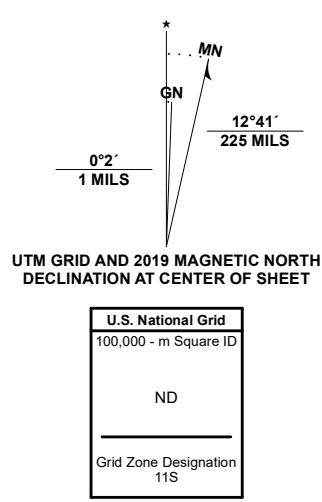 ★
MN
GN
12°41´
225 MILS
0°2´
1 MILS
UTM GRID AND 2019 MAGNETIC NORTH
DECLINATION AT CENTER OF SHEET
U.S. National Grid
100,000 - m Square ID
ND
Grid Zone Designation
11S